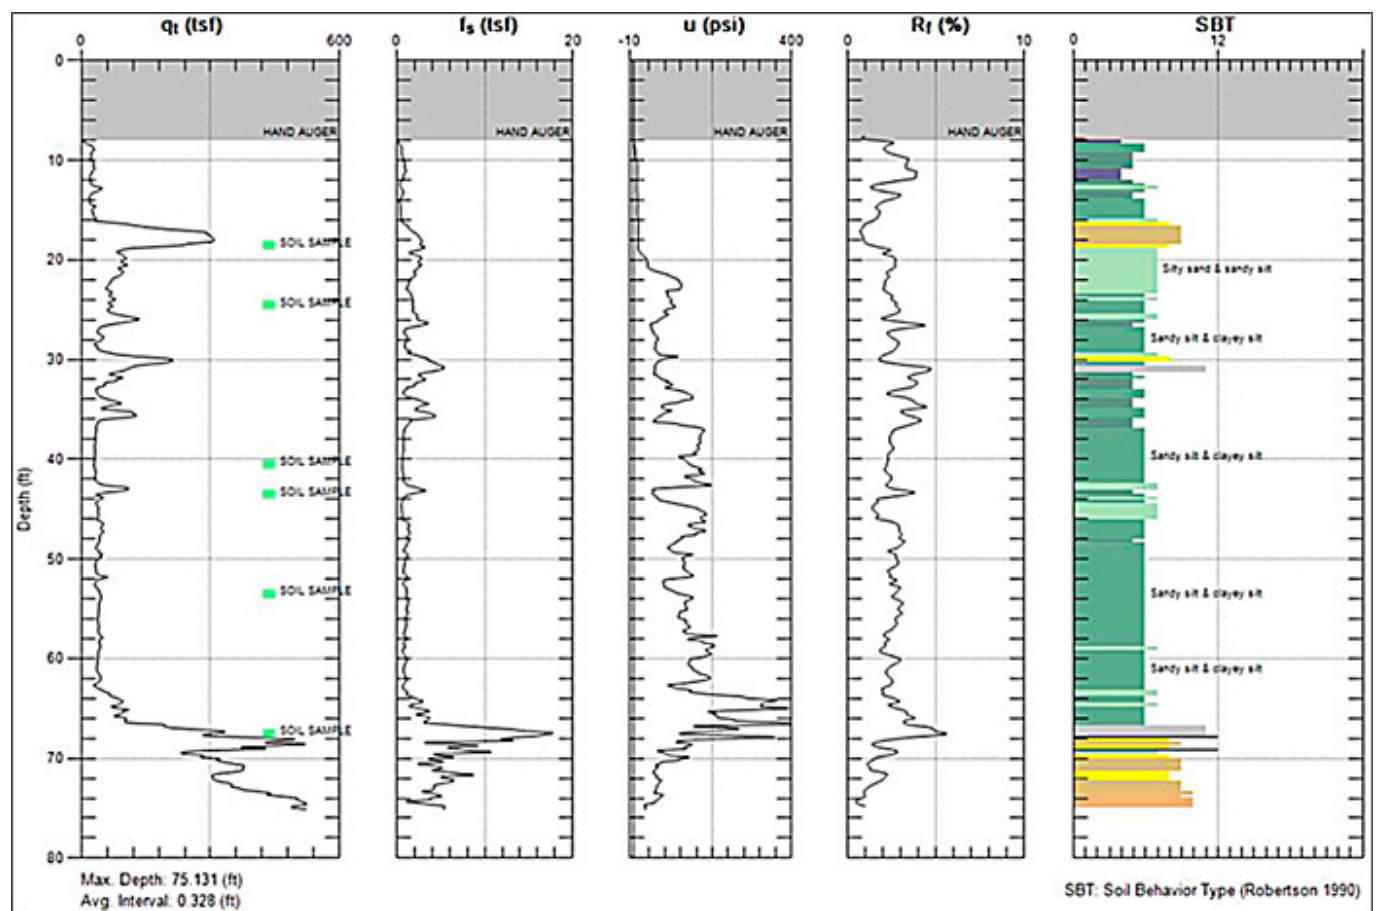 qt (tsf) fs (tsf) u (psi) Rf (%) SBT
0 600 0 20 -10 400 0 10 0 12
0
HAND AUGER HAND AUGER HAND AUGER HAND AUGER
10
SOIL SAMPLE
20
Silty sand & sandy silt
SOIL SAMPLE
Sandy silt & clayey silt
30
40
Sandy silt & clayey silt
SOIL SAMPLE
SOIL SAMPLE
Depth (ft)
50
SOIL SAMPLE
Sandy silt & clayey silt
60
Sandy silt & clayey silt
SOIL SAMPLE
70
80
Max. Depth: 75.131 (ft)
Avg. Interval: 0.328 (ft)
SBT: Soil Behavior Type (Robertson 1990)